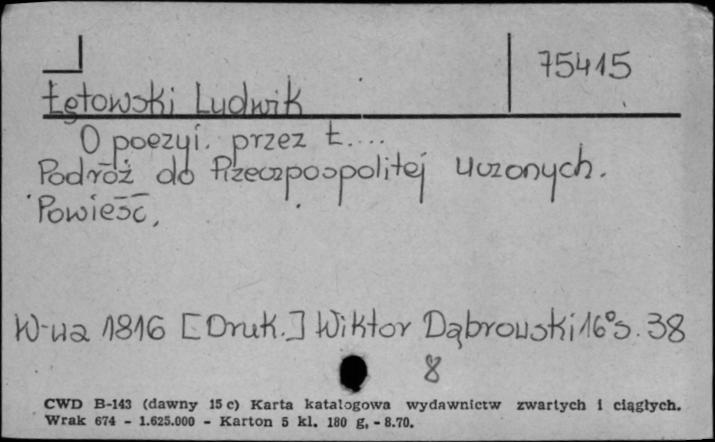 75415
Łętowski Ludwik
O poezyi. przez Ł....
Podróż do Rzeczpospolitej Uczonych.
Powieść.
W-wa 1816 [Druk.] Wiktor Dąbrowski 16° s. 38
8
CWD B-143 (dawny 15 c) Karta katalogowa wydawnictw zwartych i ciągłych.
Wrak 674 - 1.625.000 - Karton 5 kl. 180 g. - 8.70.